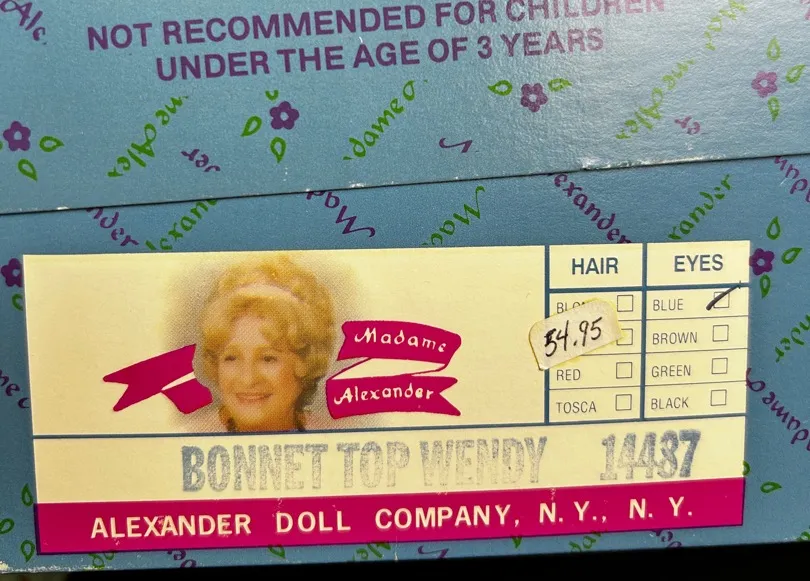 NOT RECOMMENDED FOR CHILDREN
UNDER THE AGE OF 3 YEARS
HAIR
EYES
BLUE
54.95
BROWN
RED
GREEN
TOSCA
BLACK
Madame
Alexander
BONNET TOP WENDY 14487
ALEXANDER DOLL COMPANY, N.Y., N.Y.